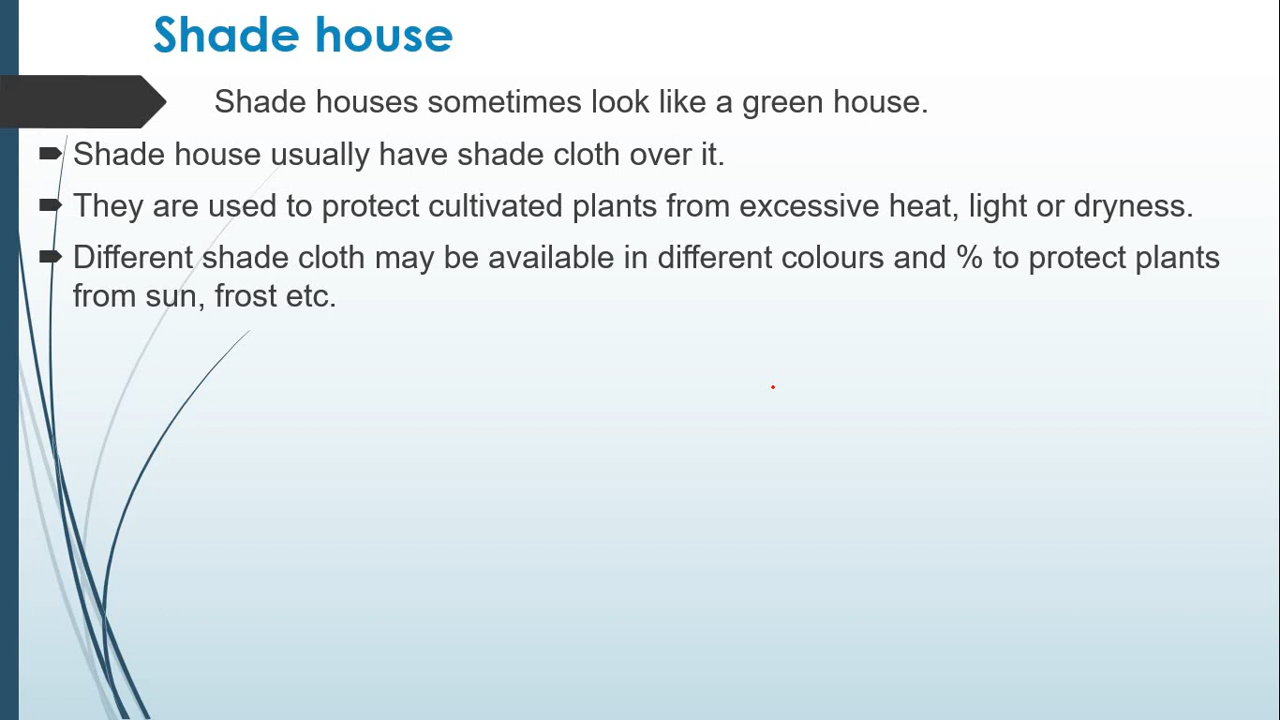 Shade house
Shade houses sometimes look like a green house.
Shade house usually have shade cloth over it.
They are used to protect cultivated plants from excessive heat, light or dryness.
Different shade cloth may be available in different colours and % to protect plants
from sun, frost etc.